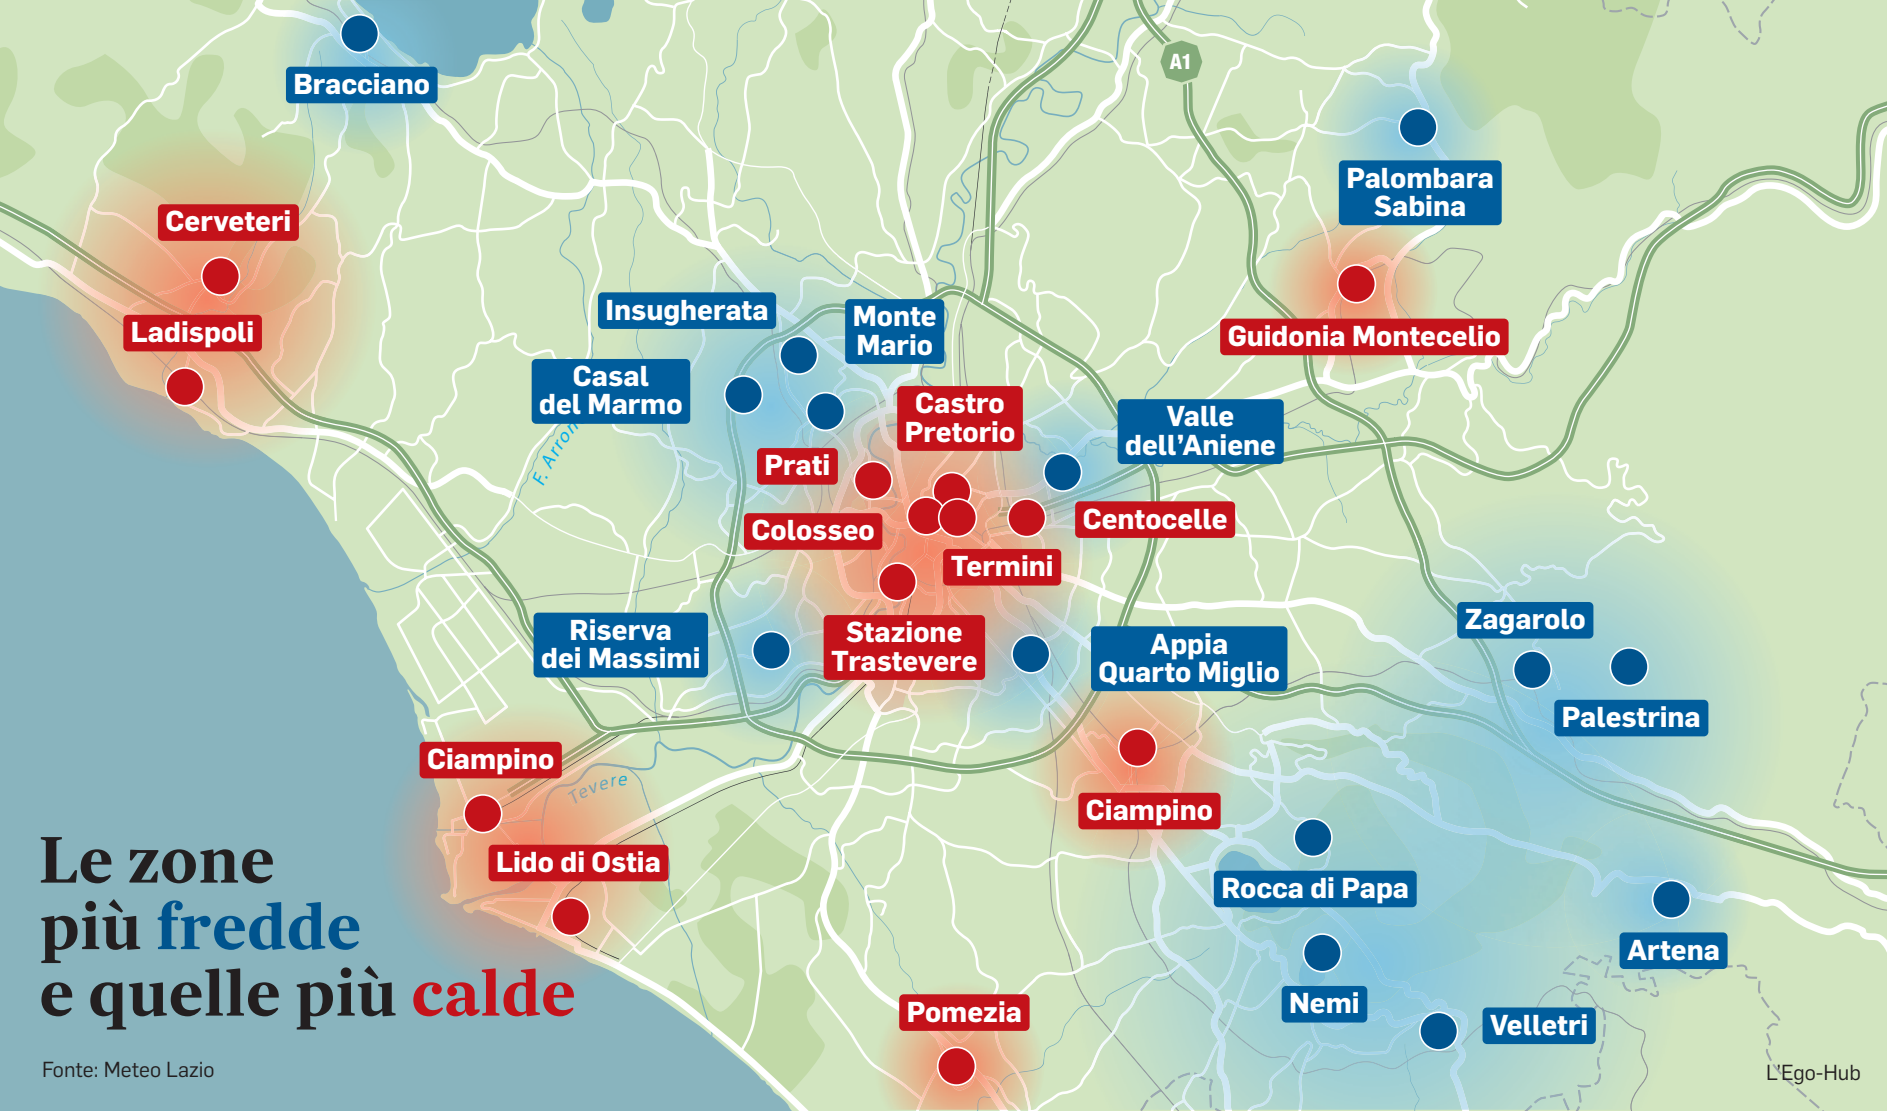 A1
Bracciano
Palombara
Sabina
Cerveteri
Ladispoli
Insugherata
Monte
Mario
Guidonia Montecelio
Casal
del Marmo
Castro
Pretorio
Valle
dell'Aniene
F. Arron
Prati
Colosseo
Centocelle
Termini
Riserva
dei Massimi
Stazione
Trastevere
Appia
Quarto Miglio
Zagarolo
Palestrina
Ciampino
Tevere
Ciampino
Lido di Ostia
Rocca di Papa
Artena
Nemi
Velletri
Pomezia
Le zone
più fredde
e quelle più calde
Fonte: Meteo Lazio
L'Ego-Hub